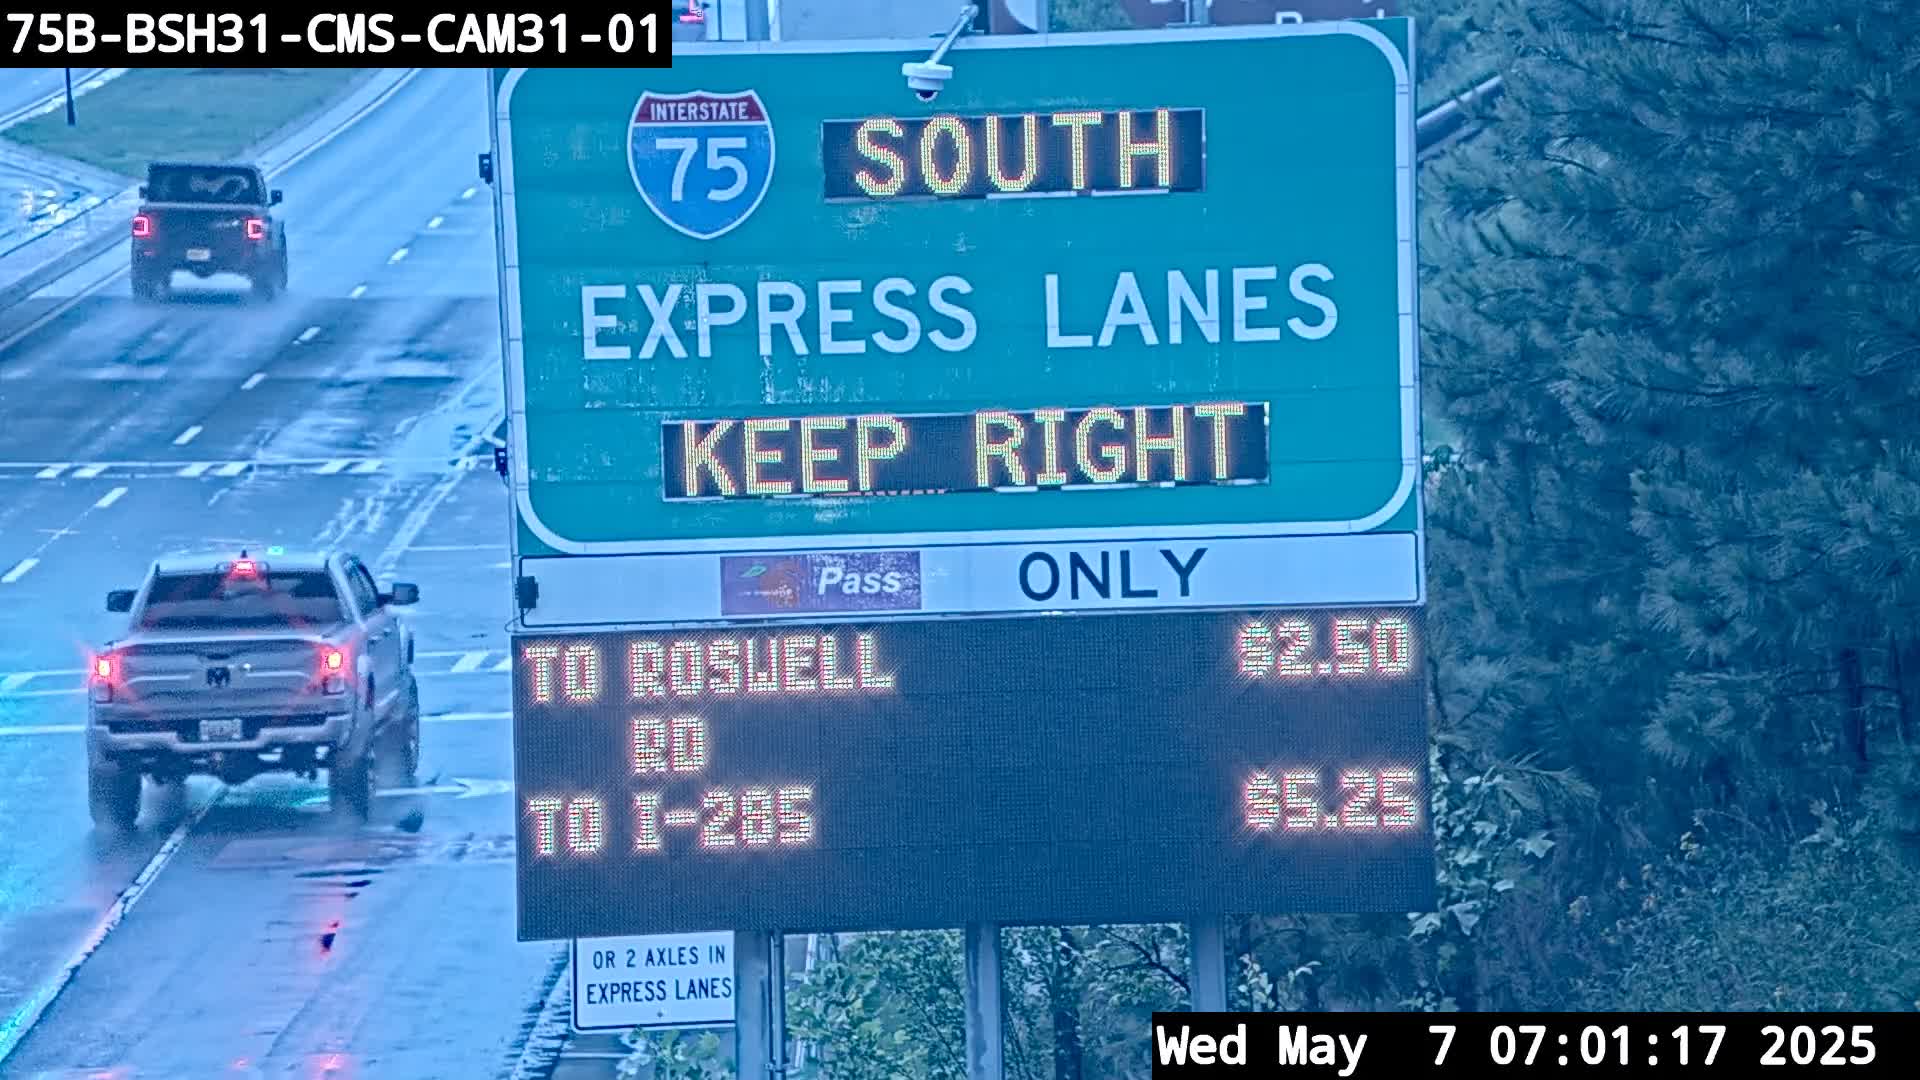 75B-BSH31-CMS-CAM31-01
INTERSTATE
75
SOUTH
EXPRESS LANES
KEEP RIGHT
Pass ONLY
TO ROSWELL $2.50
RD
TO I-285 $5.25
OR 2 AXLES IN
EXPRESS LANES
Wed May 7 07:01:17 2025